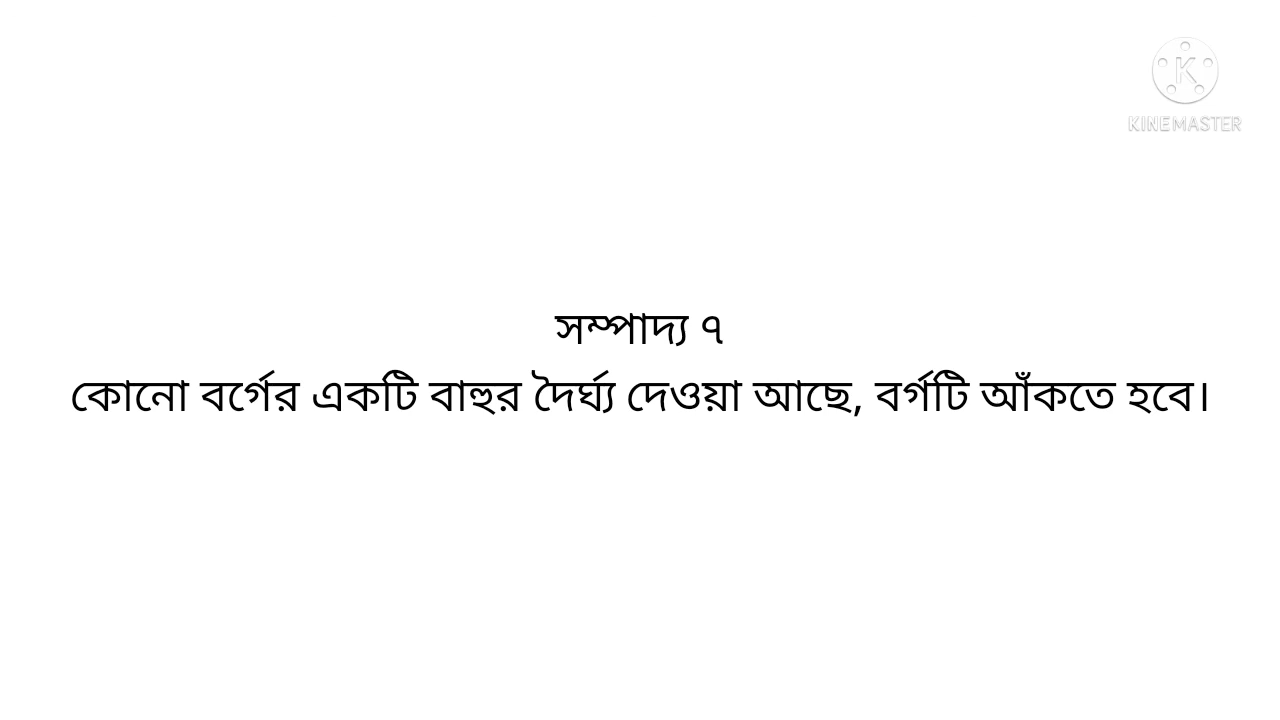 KINEMASTER
সম্পাদ্য ৭
কোনো বর্গের একটি বাহুর দৈর্ঘ্য দেওয়া আছে, বর্গটি আঁকতে হবে।